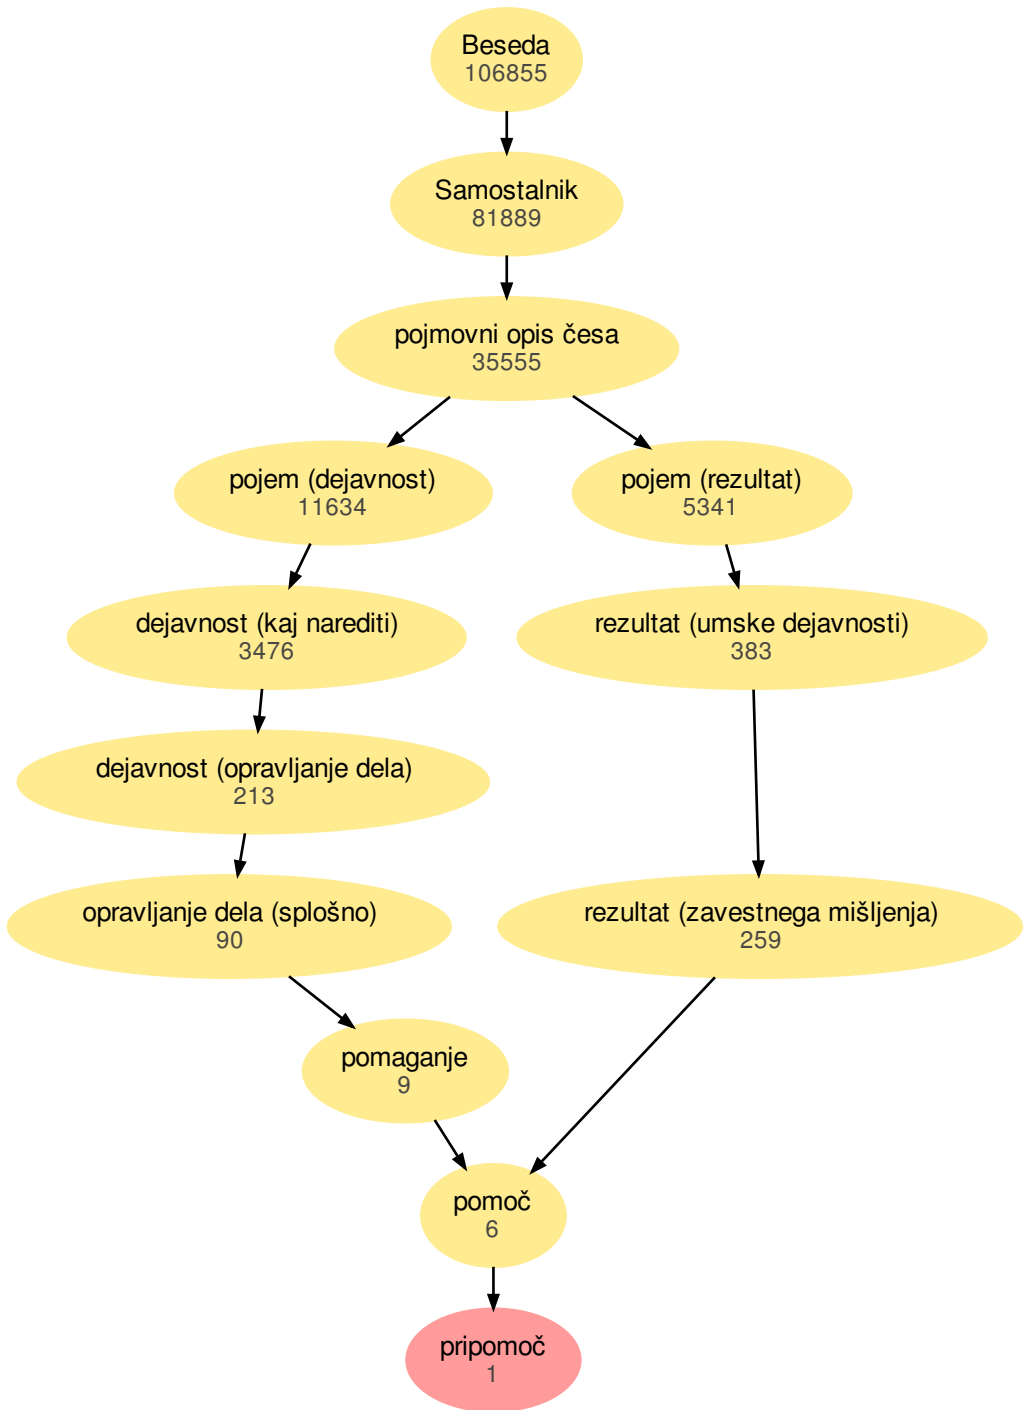 Beseda
106855
Samostalnik
81889
pojmovni opis česa
35555
pojem (dejavnost)
11634
pojem (rezultat)
5341
dejavnost (kaj narediti)
3476
rezultat (umske dejavnosti)
383
dejavnost (opravljanje dela)
213
opravljanje dela (splošno)
90
rezultat (zavestnega mišljenja)
259
pomaganje
9
pomoč
6
pripomoč
1